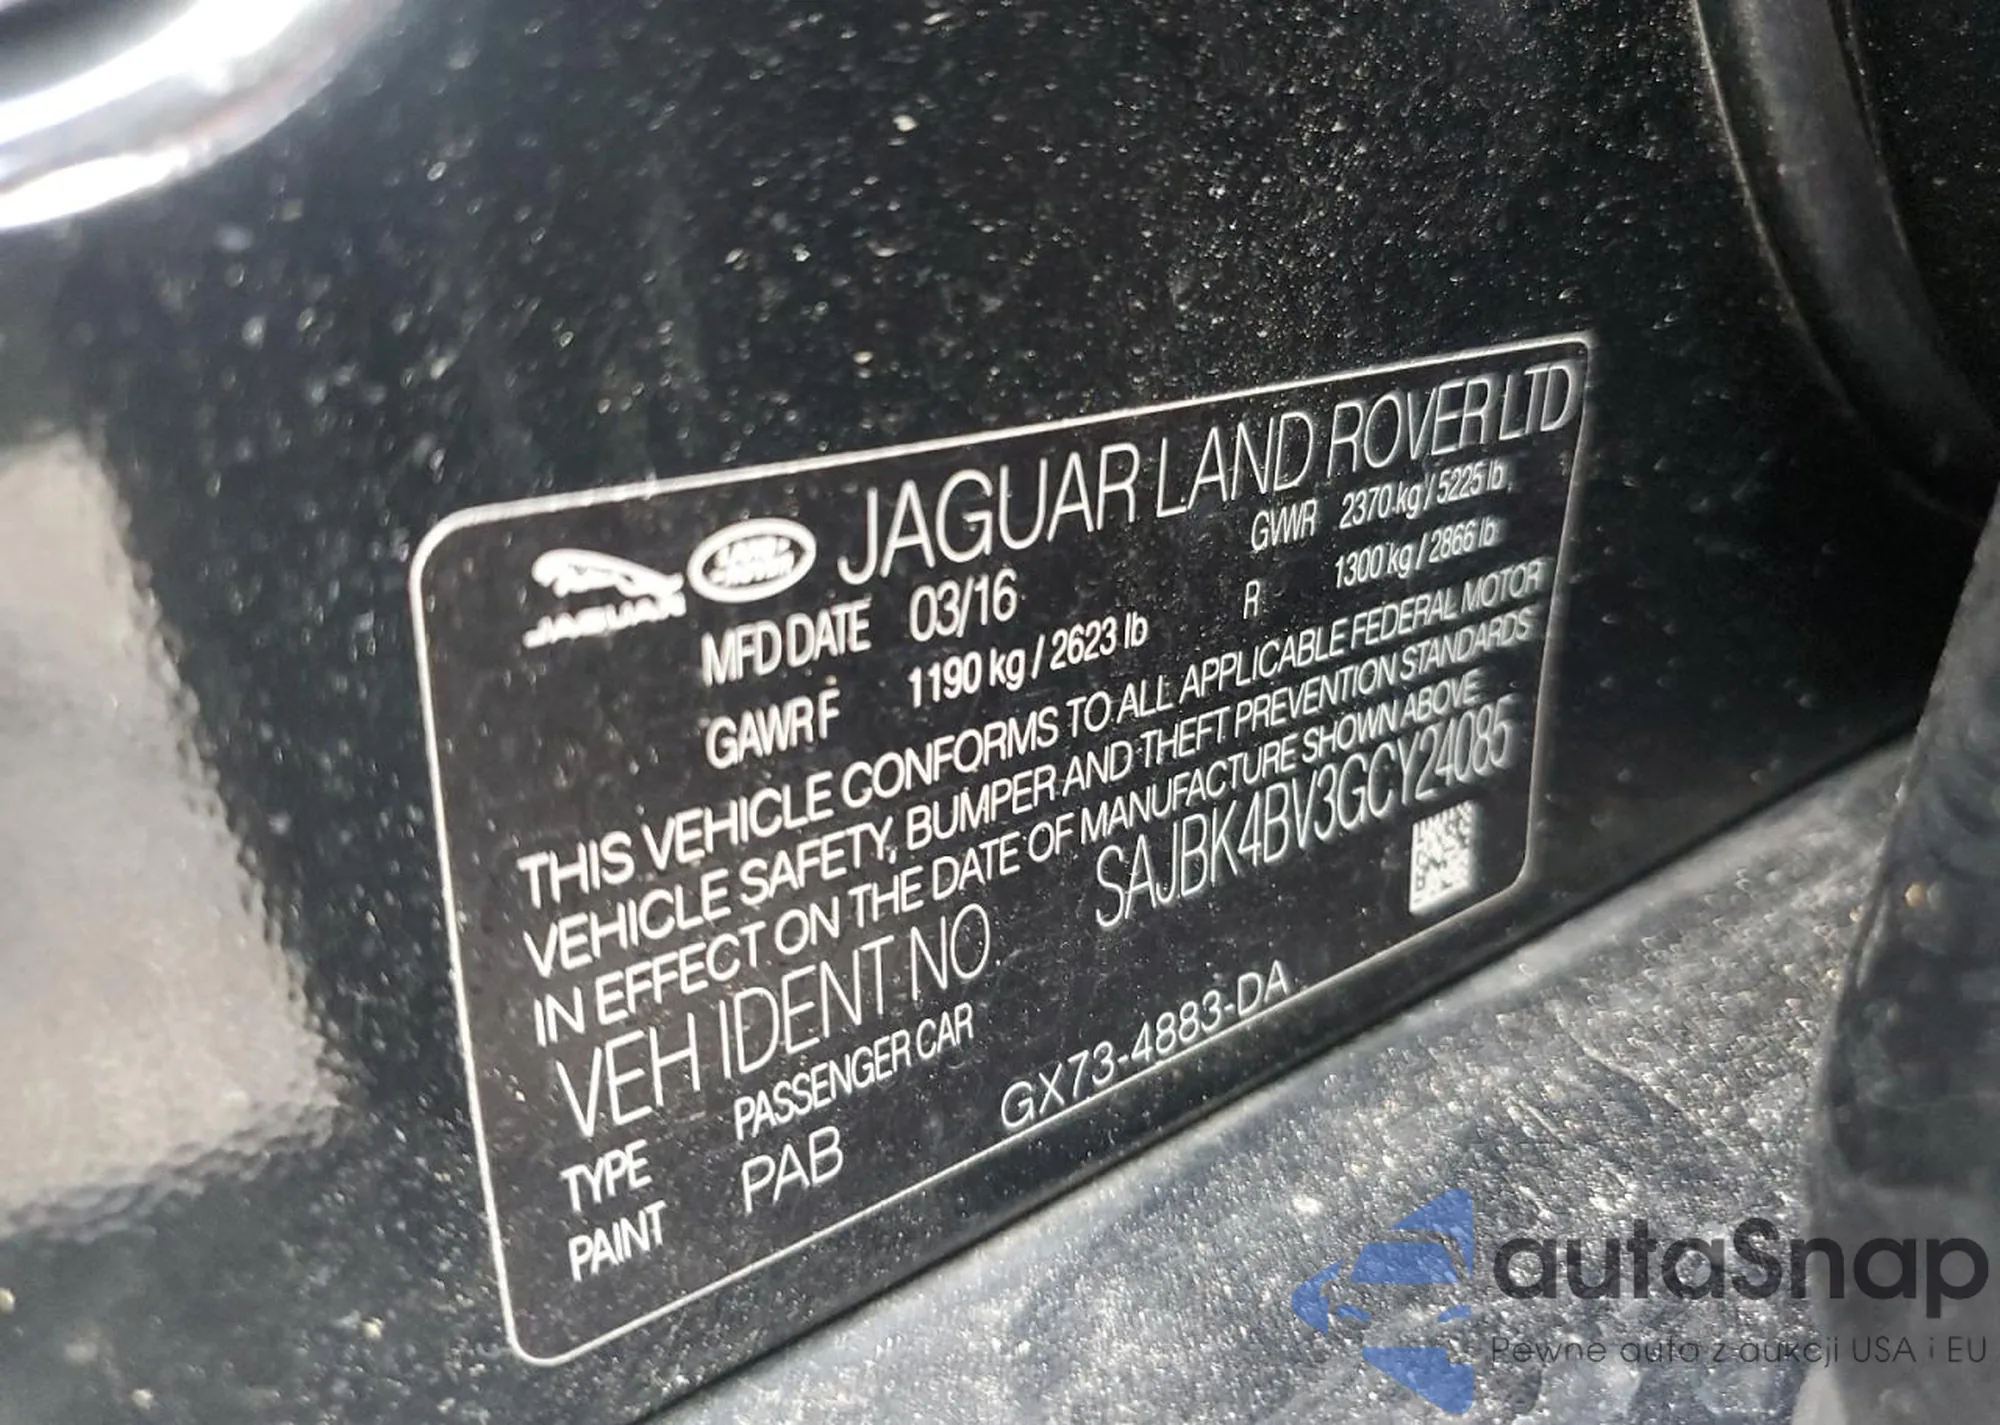 JAGUAR
LAND ROVER
JAGUAR LAND ROVER LTD
MFD DATE 03/16 GVWR 2370 kg / 5225 lb
GAWR F 1190 kg / 2623 lb R 1300 kg / 2866 lb
THIS VEHICLE CONFORMS TO ALL APPLICABLE FEDERAL MOTOR
VEHICLE SAFETY, BUMPER AND THEFT PREVENTION STANDARDS
IN EFFECT ON THE DATE OF MANUFACTURE SHOWN ABOVE
VEH IDENT NO SAJBK4BV3GCY24085
TYPE PASSENGER CAR
PAINT PAB GX73-4883-DA
autaSnap
Pewne auta z aukcji USA i EU